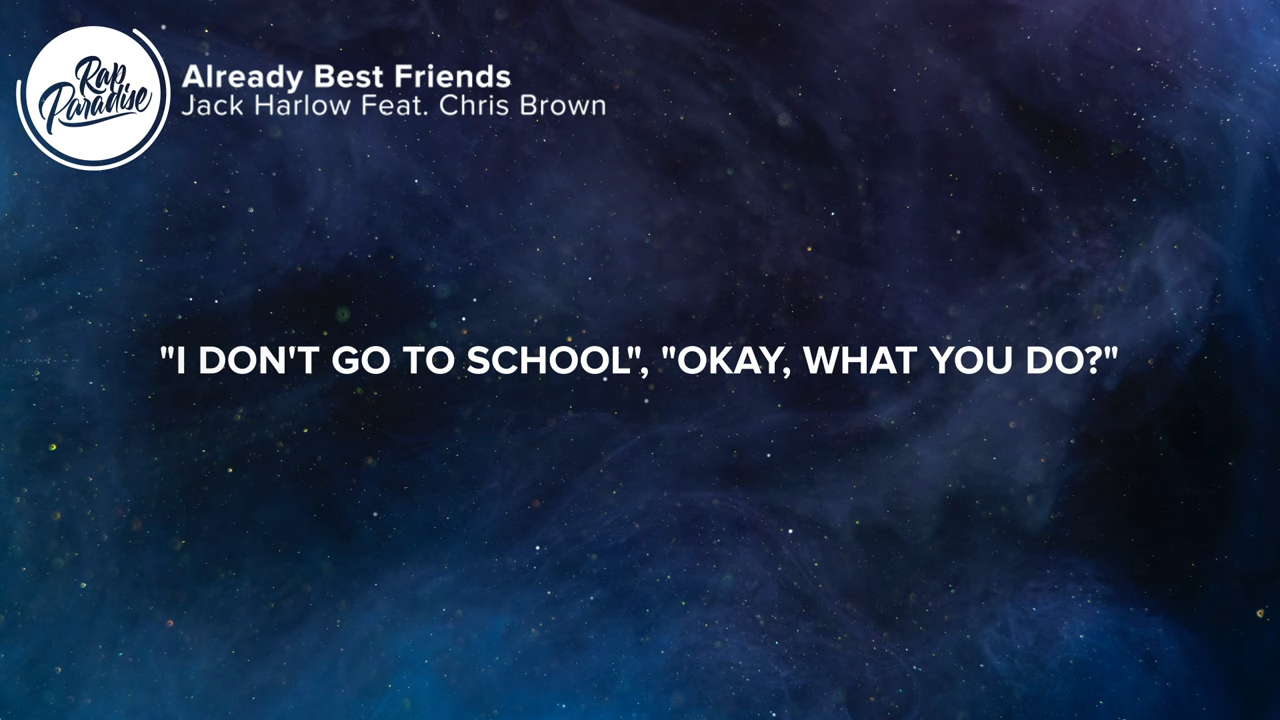 Rap
Paradise
Already Best Friends
Jack Harlow Feat. Chris Brown
"I DON'T GO TO SCHOOL", "OKAY, WHAT YOU DO?"